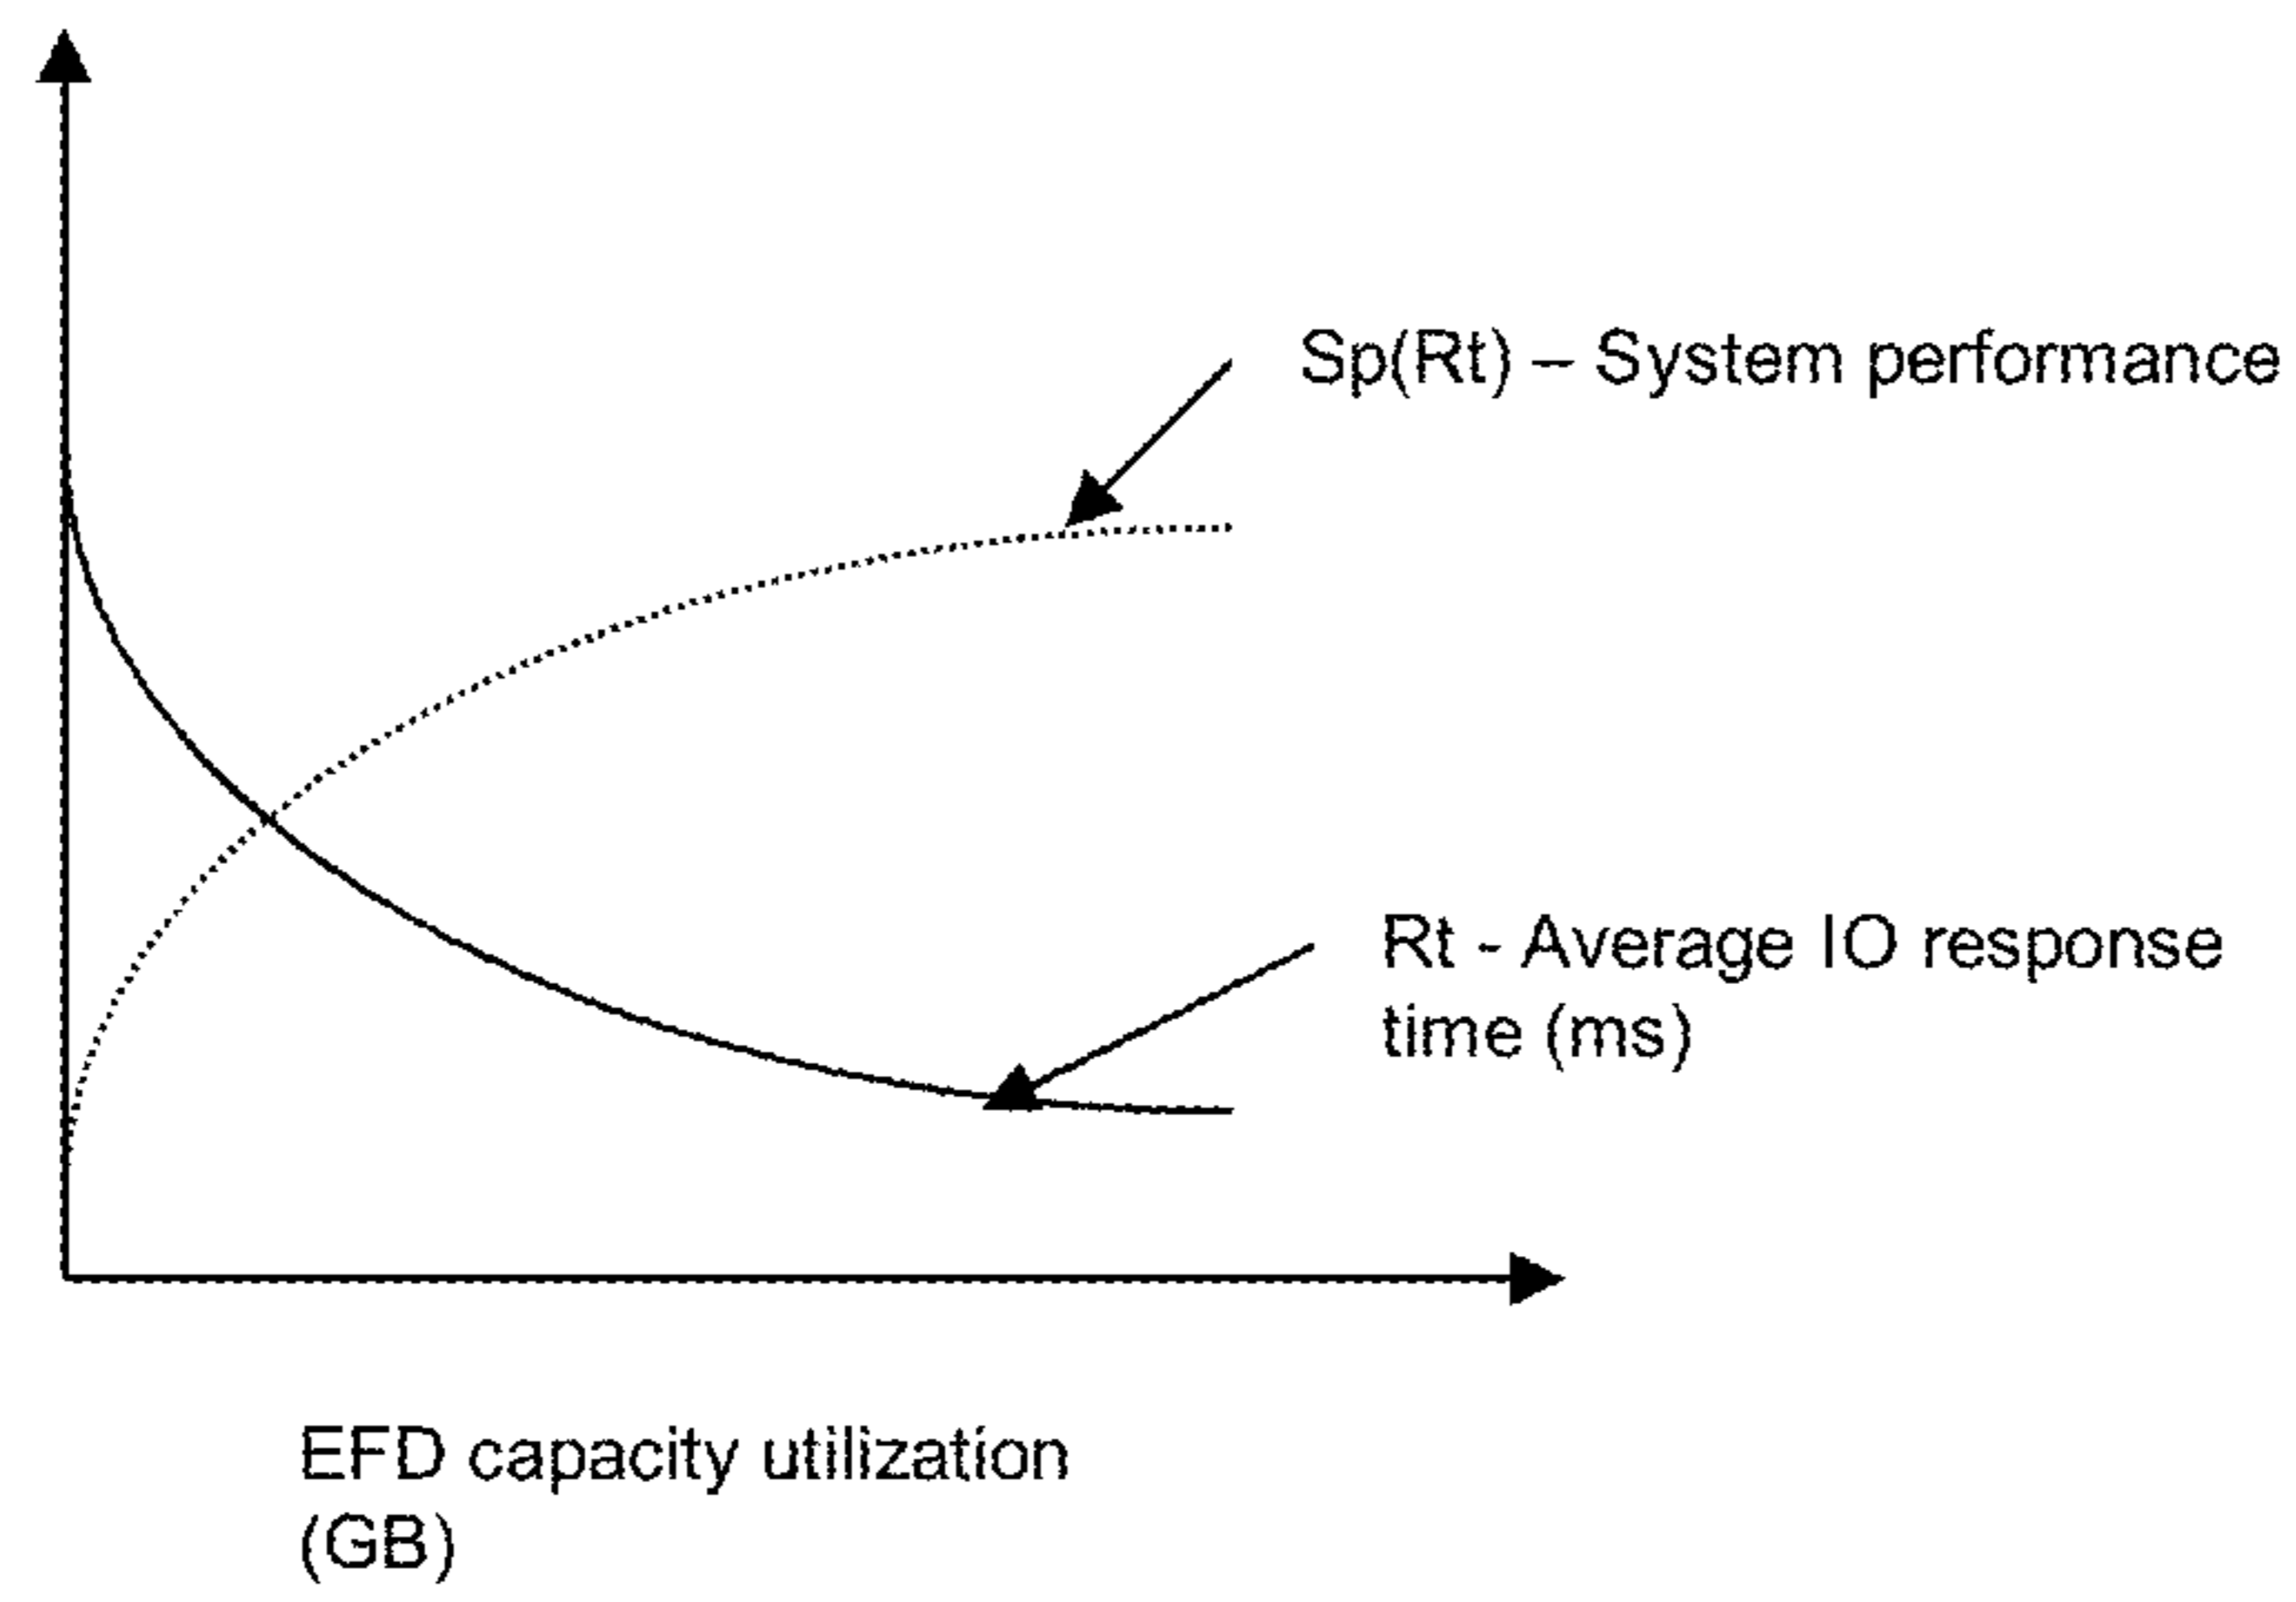 Sp(Rt) – System performance
Rt - Average IO response
time (ms)
EFD capacity utilization
(GB)